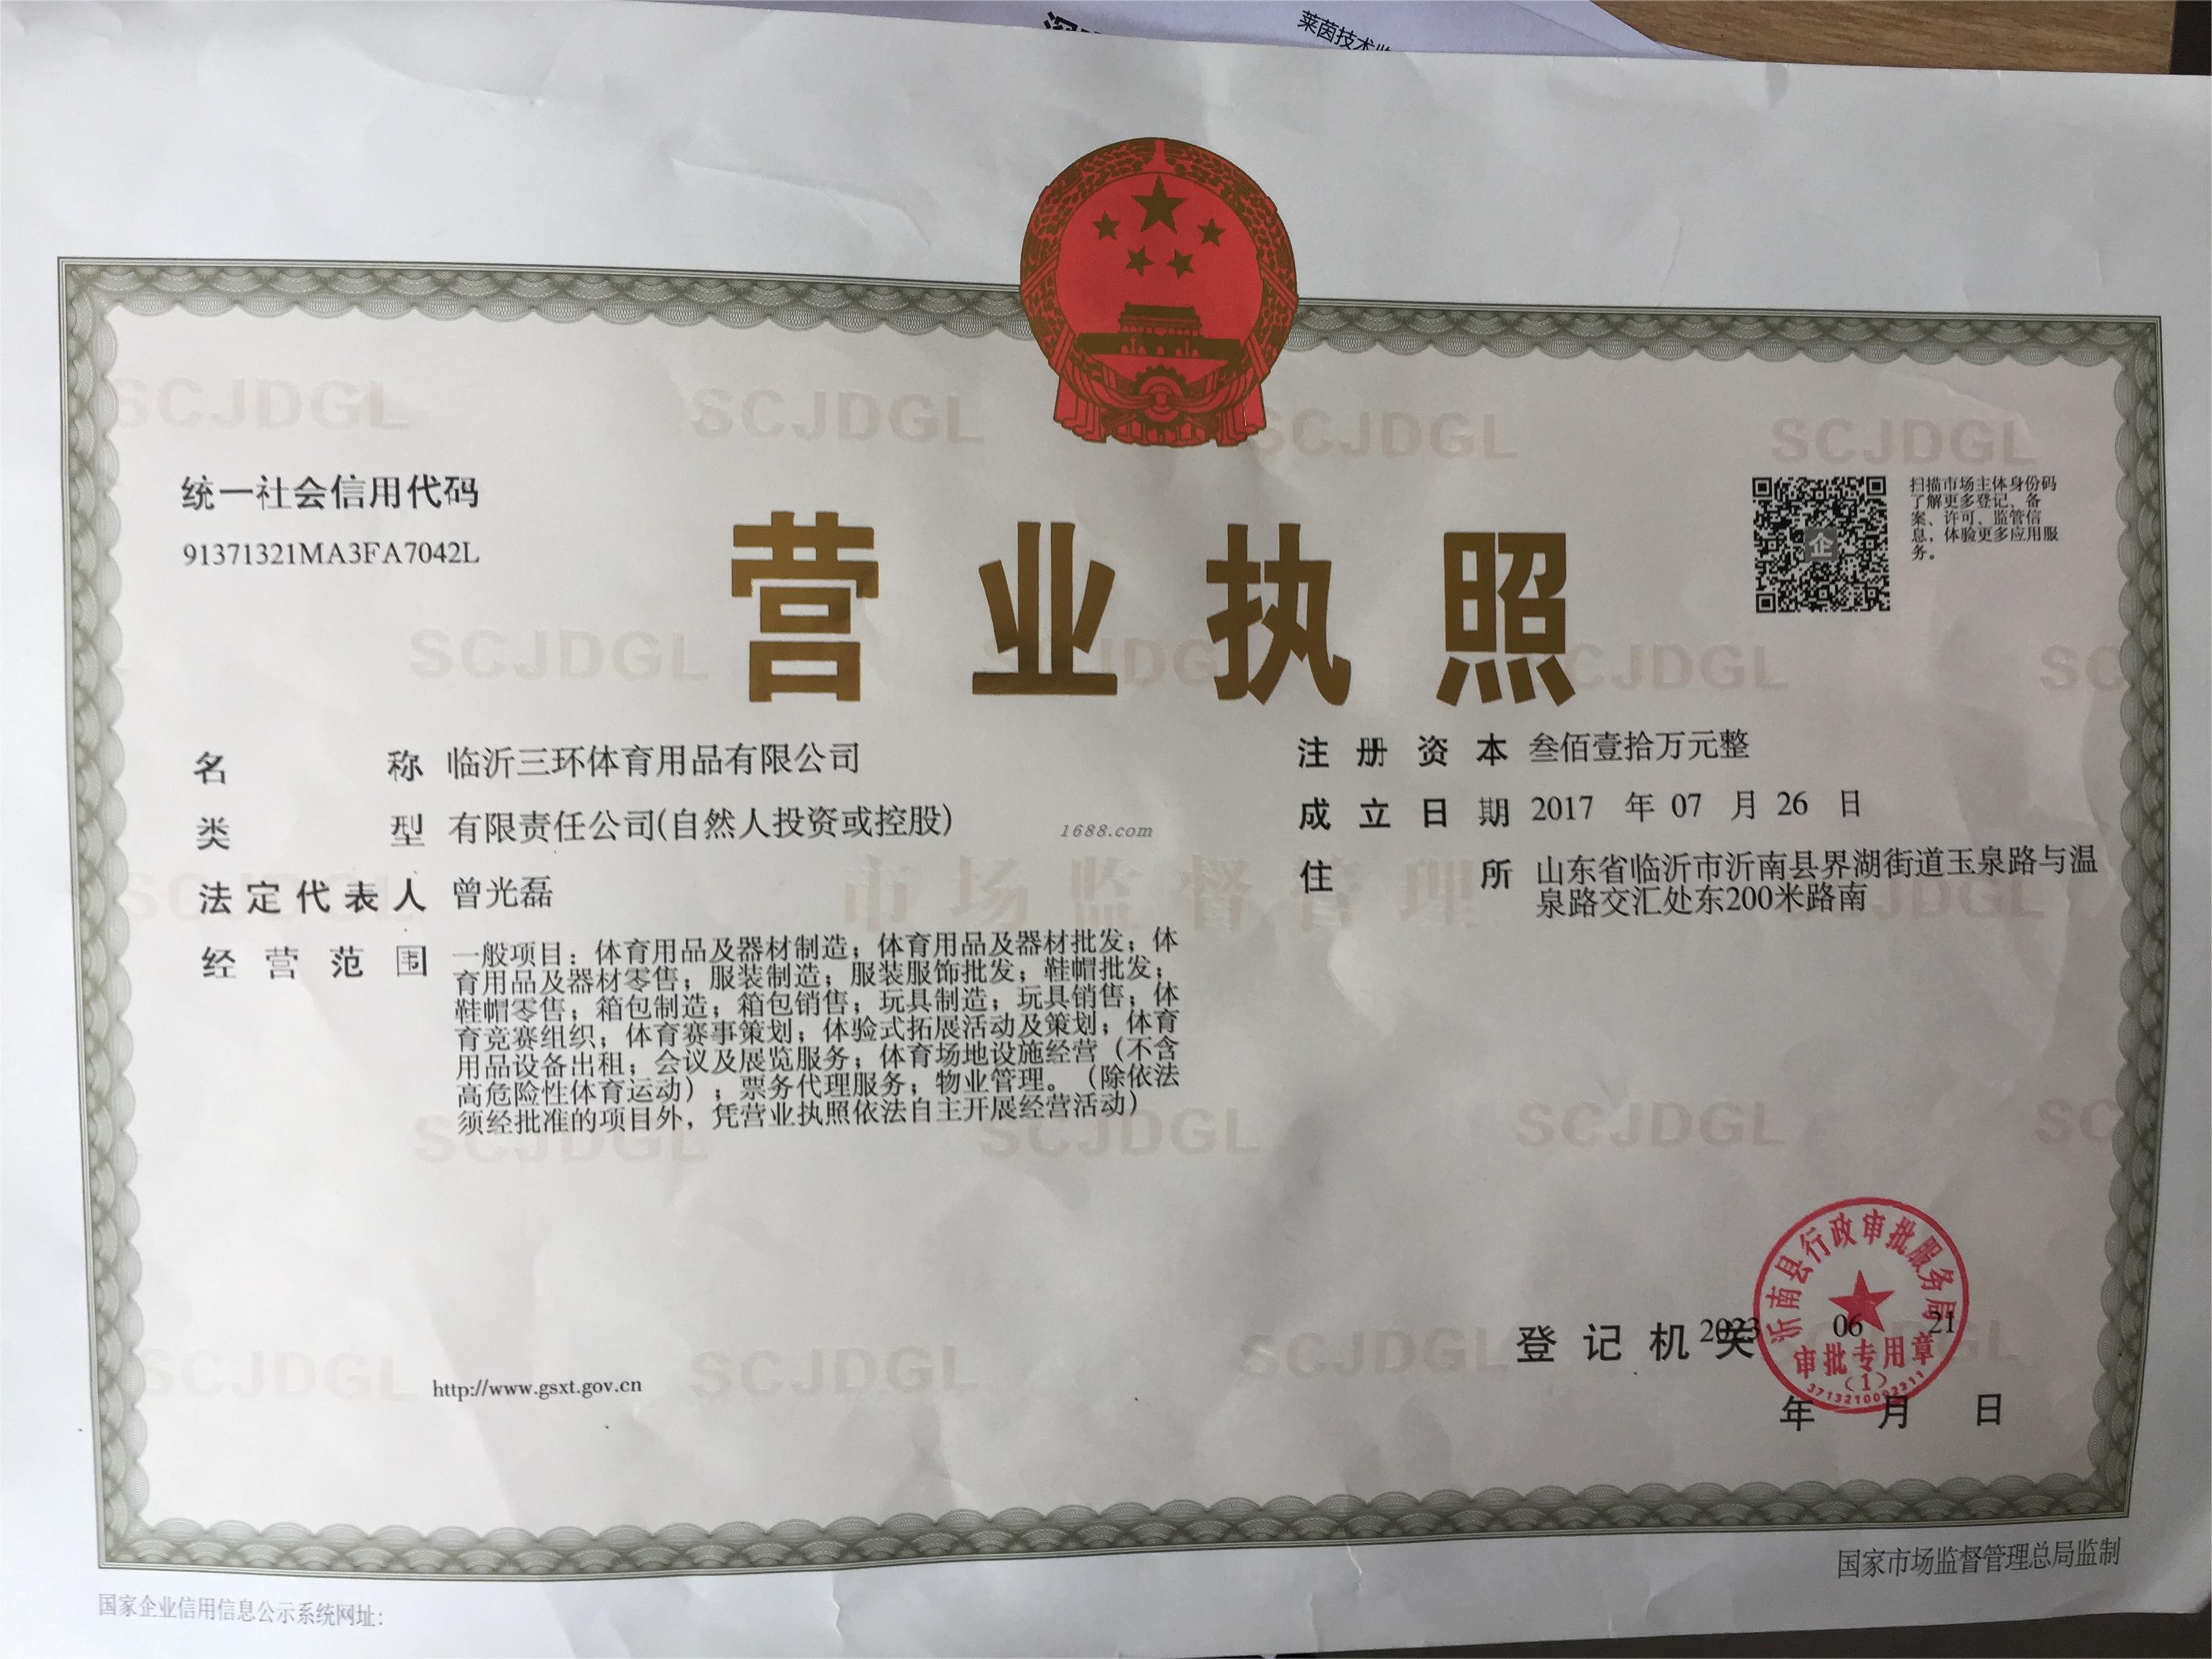 莱茵技术
SCJDGL SCJDGL SCJDGL SCJDGL
统一社会信用代码
91371321MA3FA7042L
扫描市场主体身份码
了解更多登记、备
案、许可、监管信
息，体验更多应用服
务。
企
营业执照
名称 临沂三环体育用品有限公司
类型 有限责任公司(自然人投资或控股)
法定代表人 曾光磊
经营范围 一般项目：体育用品及器材制造；体育用品及器材批发；体
育用品及器材零售；服装制造；服装服饰批发；鞋帽批发；
鞋帽零售；箱包制造；箱包销售；玩具制造；玩具销售；体
育竞赛组织；体育赛事策划；体验式拓展活动及策划；体育
用品设备出租；会议及展览服务；体育场地设施经营（不含
高危险性体育运动）；票务代理服务；物业管理。（除依法
须经批准的项目外，凭营业执照依法自主开展经营活动）
注册资本 叁佰壹拾万元整
成立日期 2017 年 07 月 26 日
住所 山东省临沂市沂南县界湖街道玉泉路与温
泉路交汇处东200米路南
1688.com
市场监督管理
登记机关
2023 06 21
年 月 日
沂南县行政审批服务局
审批专用章
(1)
http://www.gsxt.gov.cn
国家企业信用信息公示系统网址:
国家市场监督管理总局监制